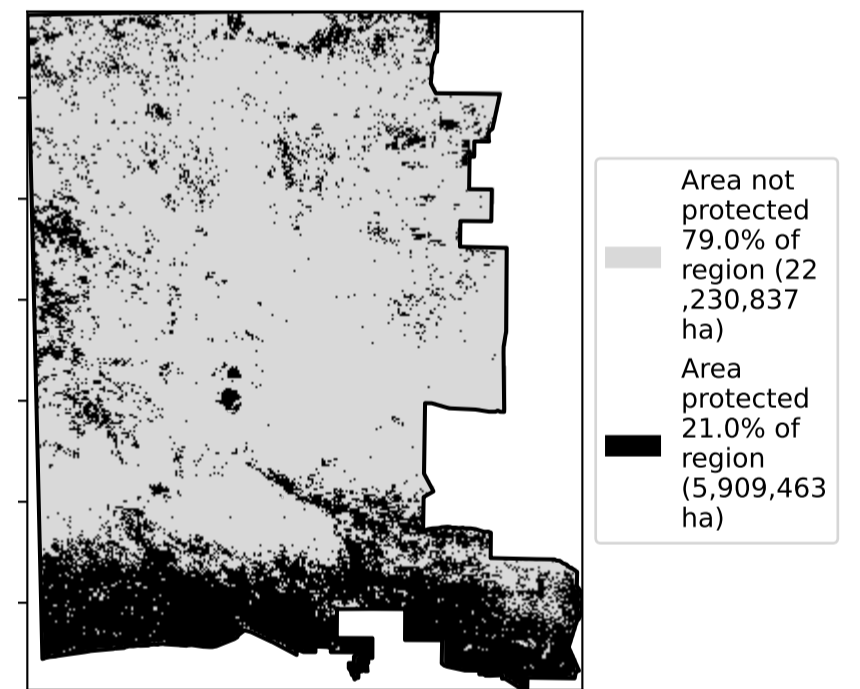 Area not
protected
79.0% of
region (22
,230,837
ha)
Area
protected
21.0% of
region
(5,909,463
ha)